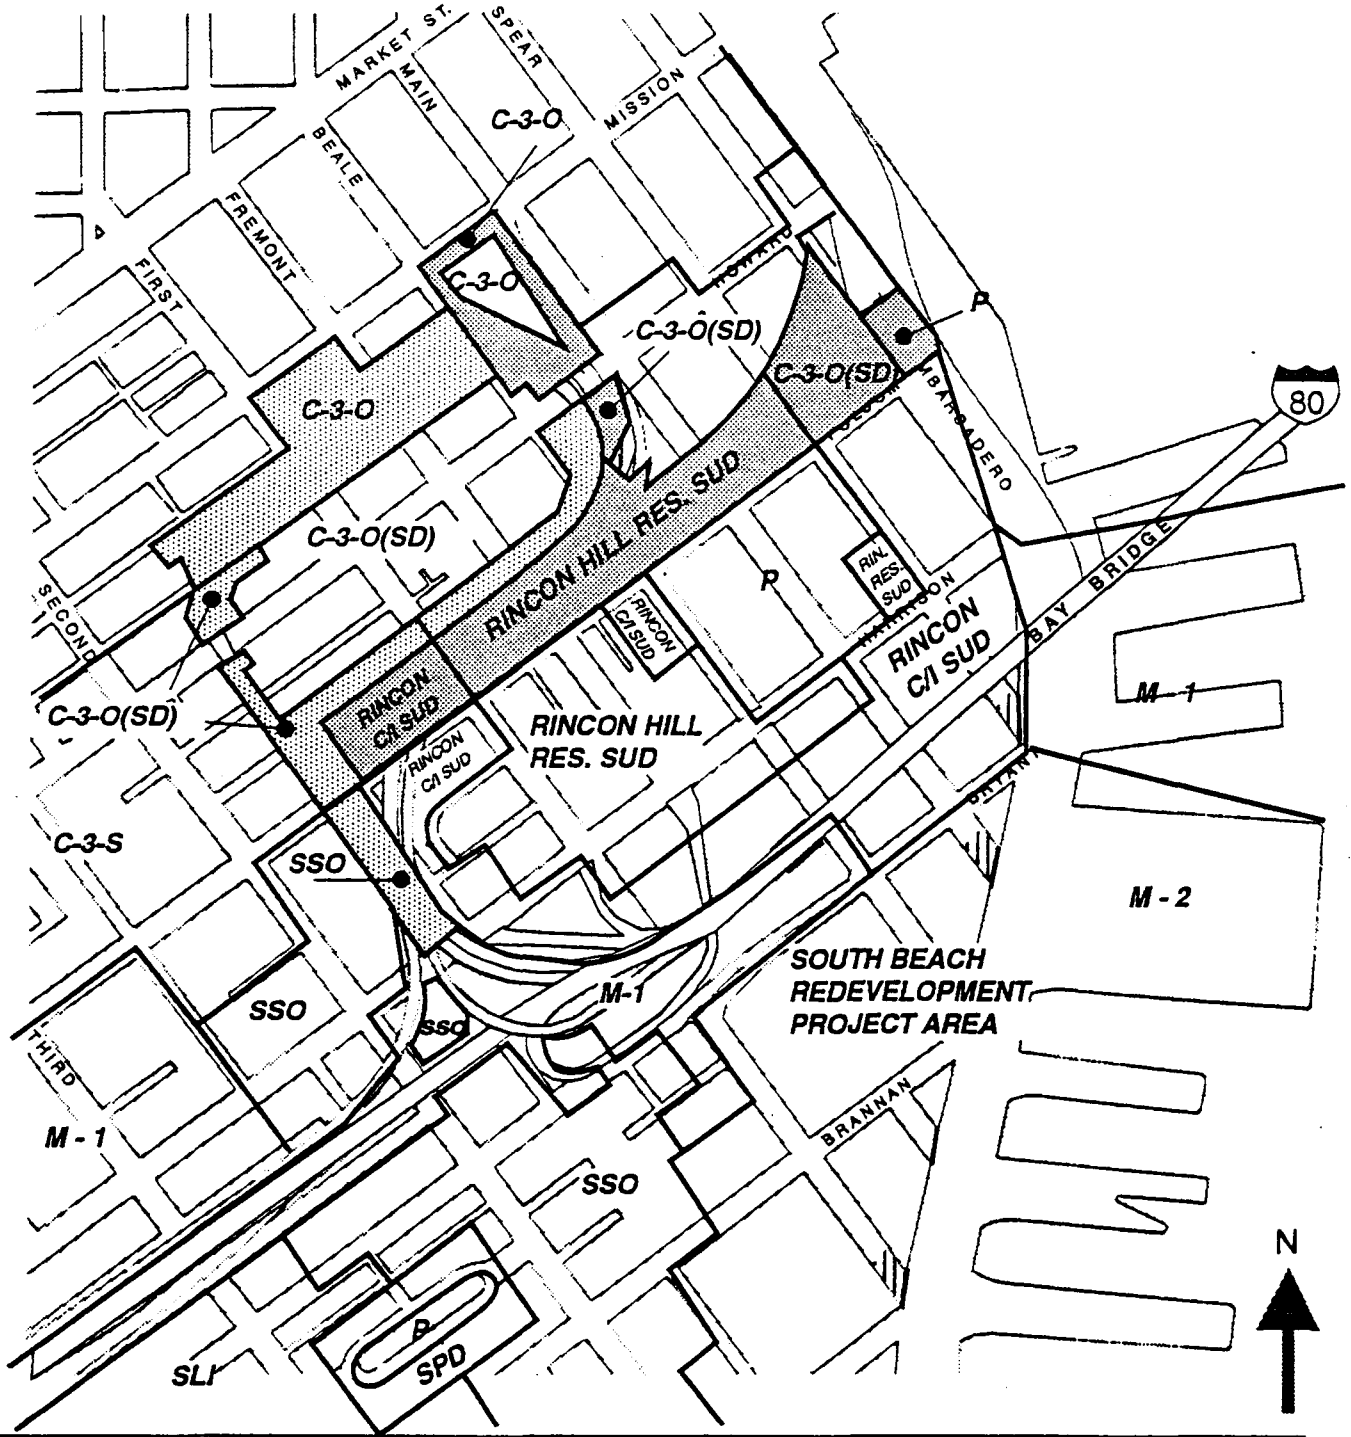 MARKET ST.
SPEAR
MAIN
MISSION
C-3-O
BEALE
FREMONT
FIRST
HOWARD
C-3-O
P
C-3-O(SD)
C-3-O(SD
80
C-3-O
EMBARCADERO
RINCON HILL RES. SUD
C-3-O(SD)
BAY BRIDGE
P
RIN.
RES.
SUD
HARRISON
SECOND
RINCON
C/I SUD
RINCON
C/I SUD
M - 1
RINCON
C/I SUD
C-3-O(SD)
RINCON HILL
RES. SUD
RINCON
C/I SUD
BRYANT
C-3-S
SSO
M - 2
SOUTH BEACH
REDEVELOPMENT
PROJECT AREA
M-1
SSO
SSO
THIRD
BRANNAN
M - 1
SSO
N
P
SPD
SLI